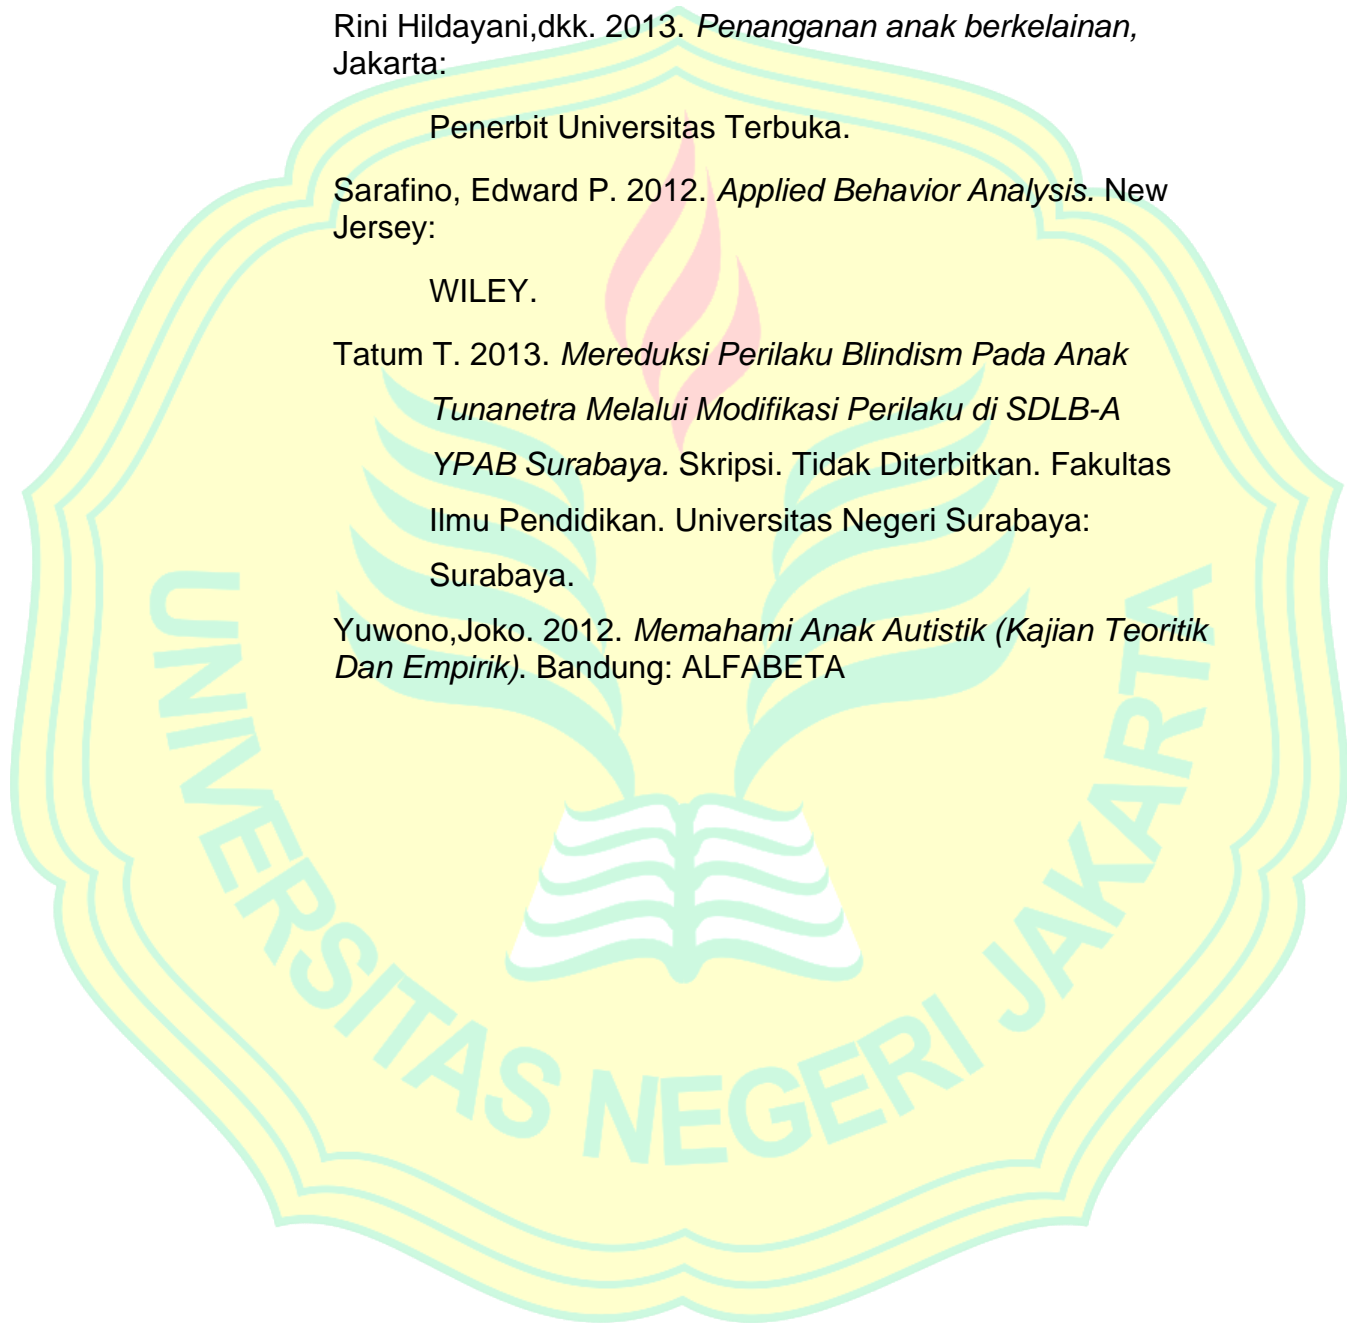 Rini Hildayani,dkk. 2013. Penanganan anak berkelainan,
Jakarta:
Penerbit Universitas Terbuka.
Sarafino, Edward P. 2012. Applied Behavior Analysis. New
Jersey:
WILEY.
Tatum T. 2013. Mereduksi Perilaku Blindism Pada Anak
Tunanetra Melalui Modifikasi Perilaku di SDLB-A
YPAB Surabaya. Skripsi. Tidak Diterbitkan. Fakultas
Ilmu Pendidikan. Universitas Negeri Surabaya:
Surabaya.
Yuwono,Joko. 2012. Memahami Anak Autistik (Kajian Teoritik
Dan Empirik). Bandung: ALFABETA
UNIVERSITAS NEGERI JAKARTA